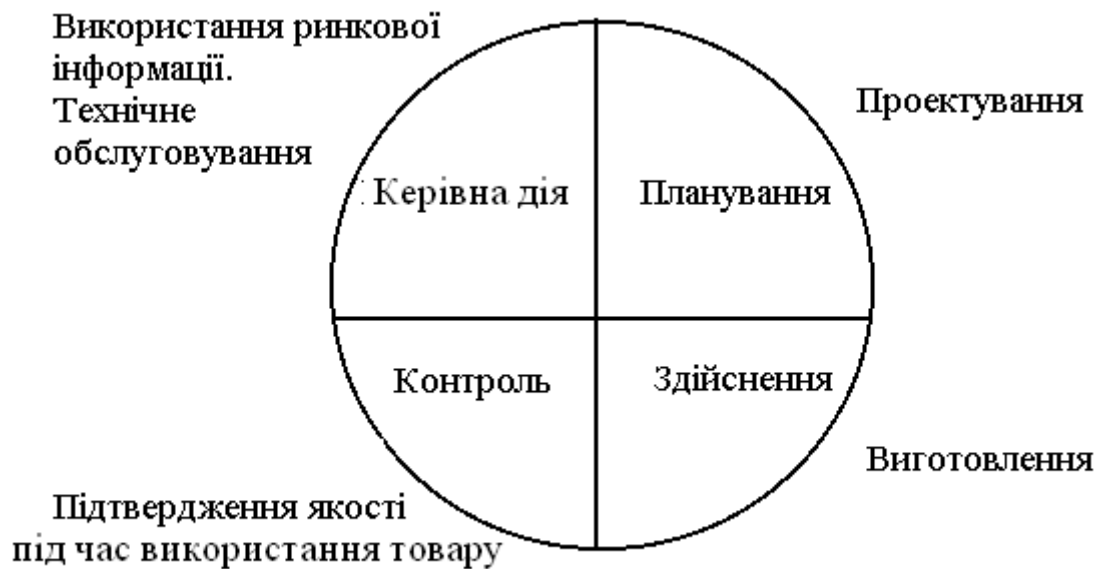 Використання ринкової
інформації.
Технічне
обслуговування
Проектування
Керівна дія
Планування
Контроль
Здійснення
Виготовлення
Підтвердження якості
під час використання товару